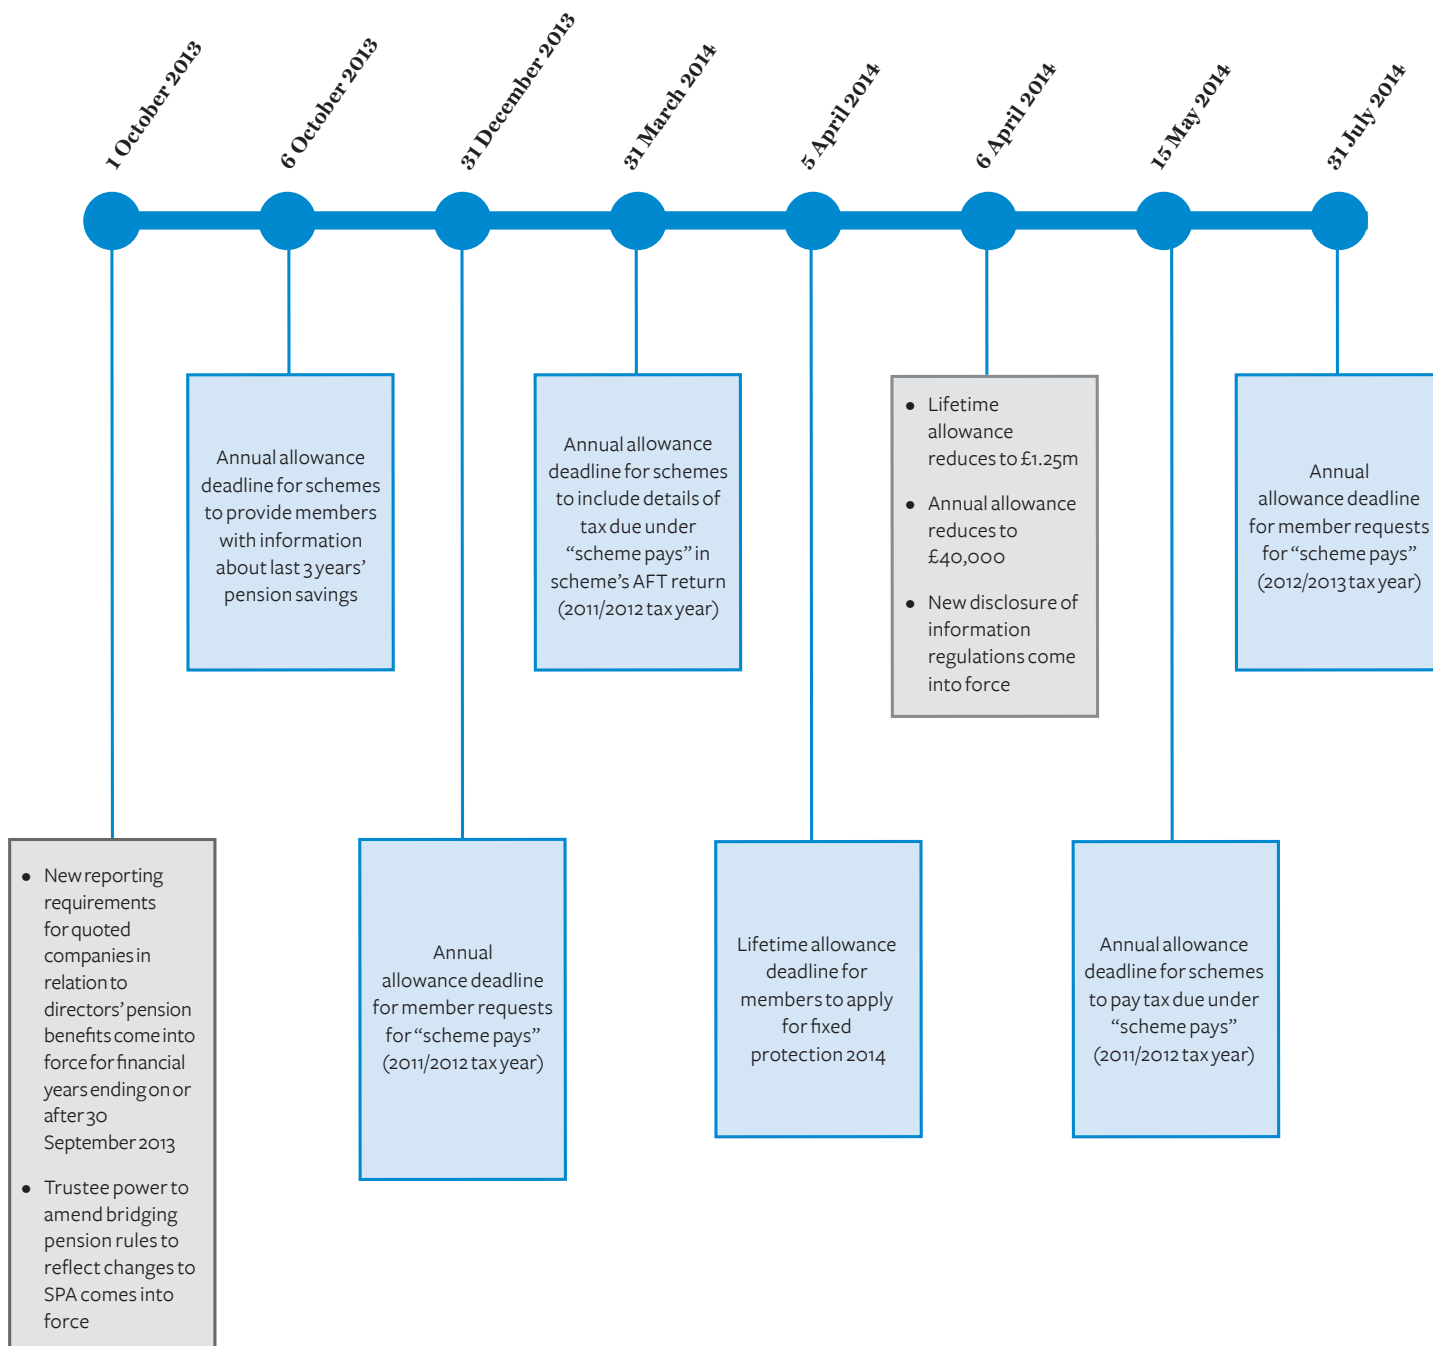 1 October 2013
6 October 2013
31 December 2013
31 March 2014
5 April 2014
6 April 2014
15 May 2014
31 July 2014
Annual allowance
deadline for schemes
to provide members
with information
about last 3 years’
pension savings
Annual allowance
deadline for schemes
to include details of
tax due under
“scheme pays” in
scheme’s AFT return
(2011/2012 tax year)
• Lifetime
allowance
reduces to £1.25m
• Annual allowance
reduces to
£40,000
• New disclosure of
information
regulations come
into force
Annual
allowance deadline
for member requests
for “scheme pays”
(2012/2013 tax year)
• New reporting
requirements
for quoted
companies in
relation to
directors’ pension
benefits come into
force for financial
years ending on or
after 30
September 2013
• Trustee power to
amend bridging
pension rules to
reflect changes to
SPA comes into
force
Annual
allowance deadline
for member requests
for “scheme pays”
(2011/2012 tax year)
Lifetime allowance
deadline for
members to apply
for fixed
protection 2014
Annual allowance
deadline for schemes
to pay tax due under
“scheme pays”
(2011/2012 tax year)